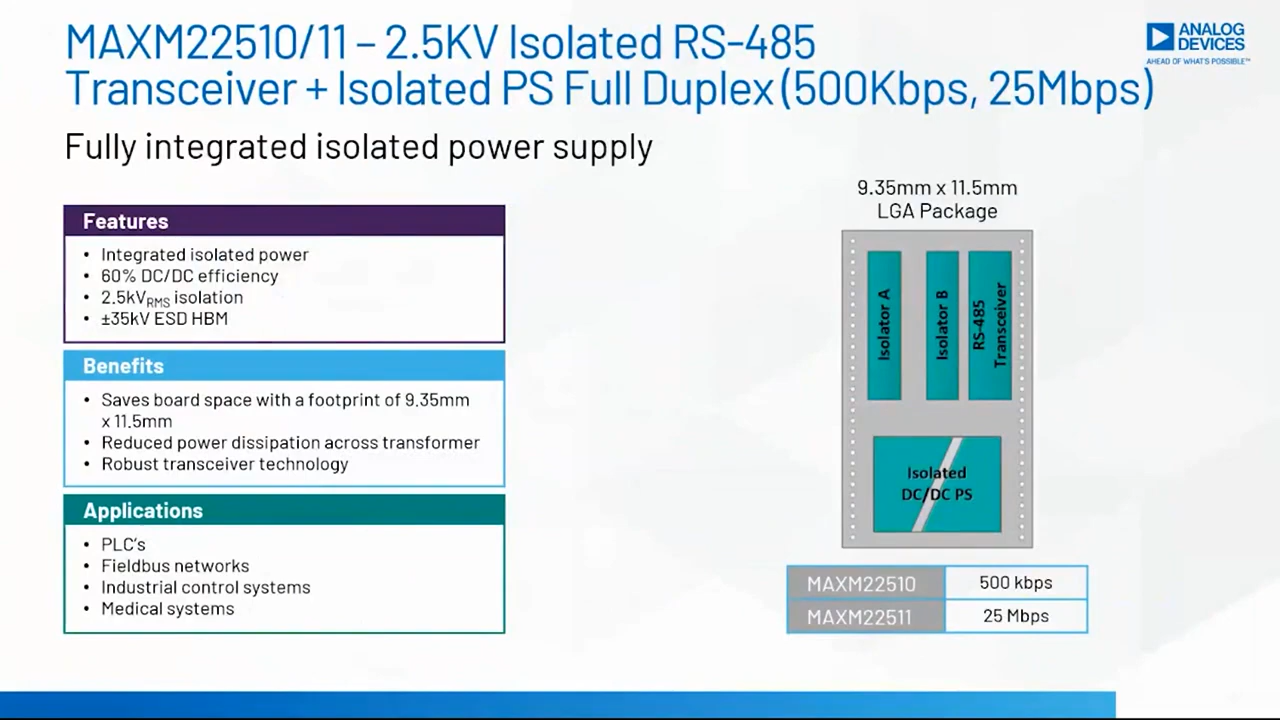 MAXM22510/11 – 2.5KV Isolated RS-485
Transceiver + Isolated PS Full Duplex (500Kbps, 25Mbps)
ANALOG
DEVICES
AHEAD OF WHAT'S POSSIBLE™
Fully integrated isolated power supply
Features
• Integrated isolated power
• 60% DC/DC efficiency
• 2.5kVRMS isolation
• ±35kV ESD HBM
Benefits
• Saves board space with a footprint of 9.35mm
x 11.5mm
• Reduced power dissipation across transformer
• Robust transceiver technology
Applications
• PLC's
• Fieldbus networks
• Industrial control systems
• Medical systems
9.35mm x 11.5mm
LGA Package
Isolator A
Isolator B
RS-485
Transceiver
Isolated
DC/DC PS
MAXM22510 500 kbps
MAXM22511 25 Mbps